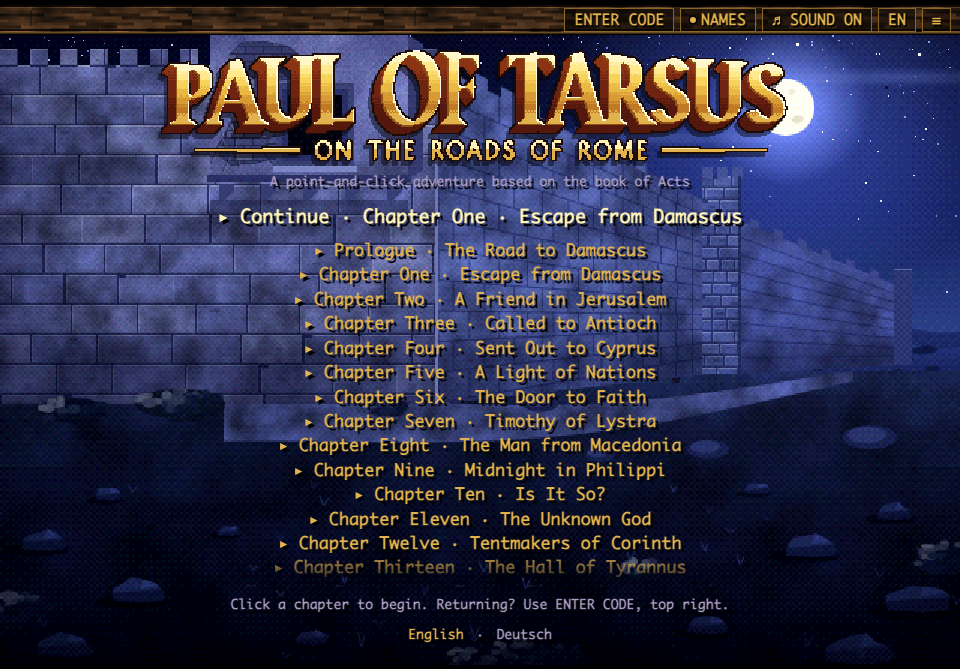 ENTER CODE
• NAMES
♬ SOUND ON
EN
≡
PAUL OF TARSUS
ON THE ROADS OF ROME
A point-and-click adventure based on the book of Acts
▸ Continue · Chapter One · Escape from Damascus
▸ Prologue · The Road to Damascus
▸ Chapter One · Escape from Damascus
▸ Chapter Two · A Friend in Jerusalem
▸ Chapter Three · Called to Antioch
▸ Chapter Four · Sent Out to Cyprus
▸ Chapter Five · A Light of Nations
▸ Chapter Six · The Door to Faith
▸ Chapter Seven · Timothy of Lystra
▸ Chapter Eight · The Man from Macedonia
▸ Chapter Nine · Midnight in Philippi
▸ Chapter Ten · Is It So?
▸ Chapter Eleven · The Unknown God
▸ Chapter Twelve · Tentmakers of Corinth
▸ Chapter Thirteen · The Hall of Tyrannus
Click a chapter to begin. Returning? Use ENTER CODE, top right.
English · Deutsch